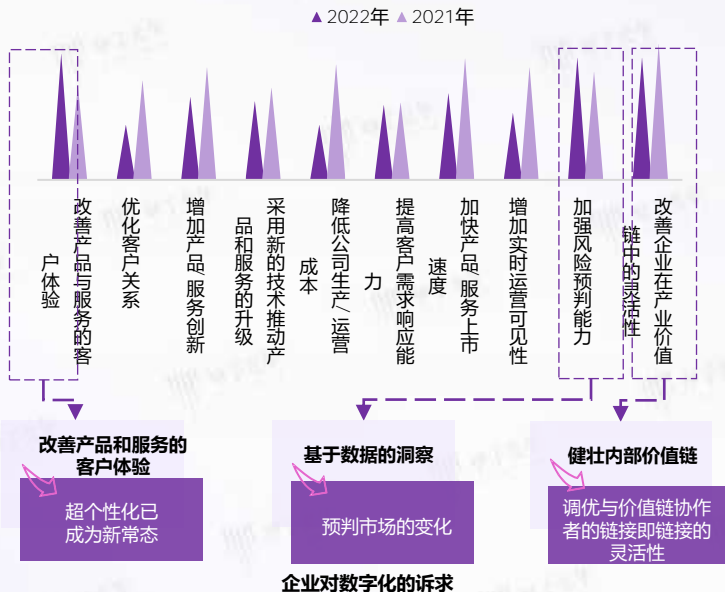 ▲2022年 ▲2021年
改善产品与服务的客
户体验
优化客户关系
增加产品/服务创新
采用新的技术推动产
品和服务的升级
降低公司生产/运营
成本
提高客户需求响应能
力
加快产品/服务上市
速度
增加实时运营可见性
加强风险预判能力
改善企业在产业价值
链中的灵活性
改善产品和服务的
客户体验
基于数据的洞察
健壮内部价值链
超个性化已
成为新常态
预判市场的变化
调优与价值链协作
者的链接即链接的
灵活性
企业对数字化的诉求